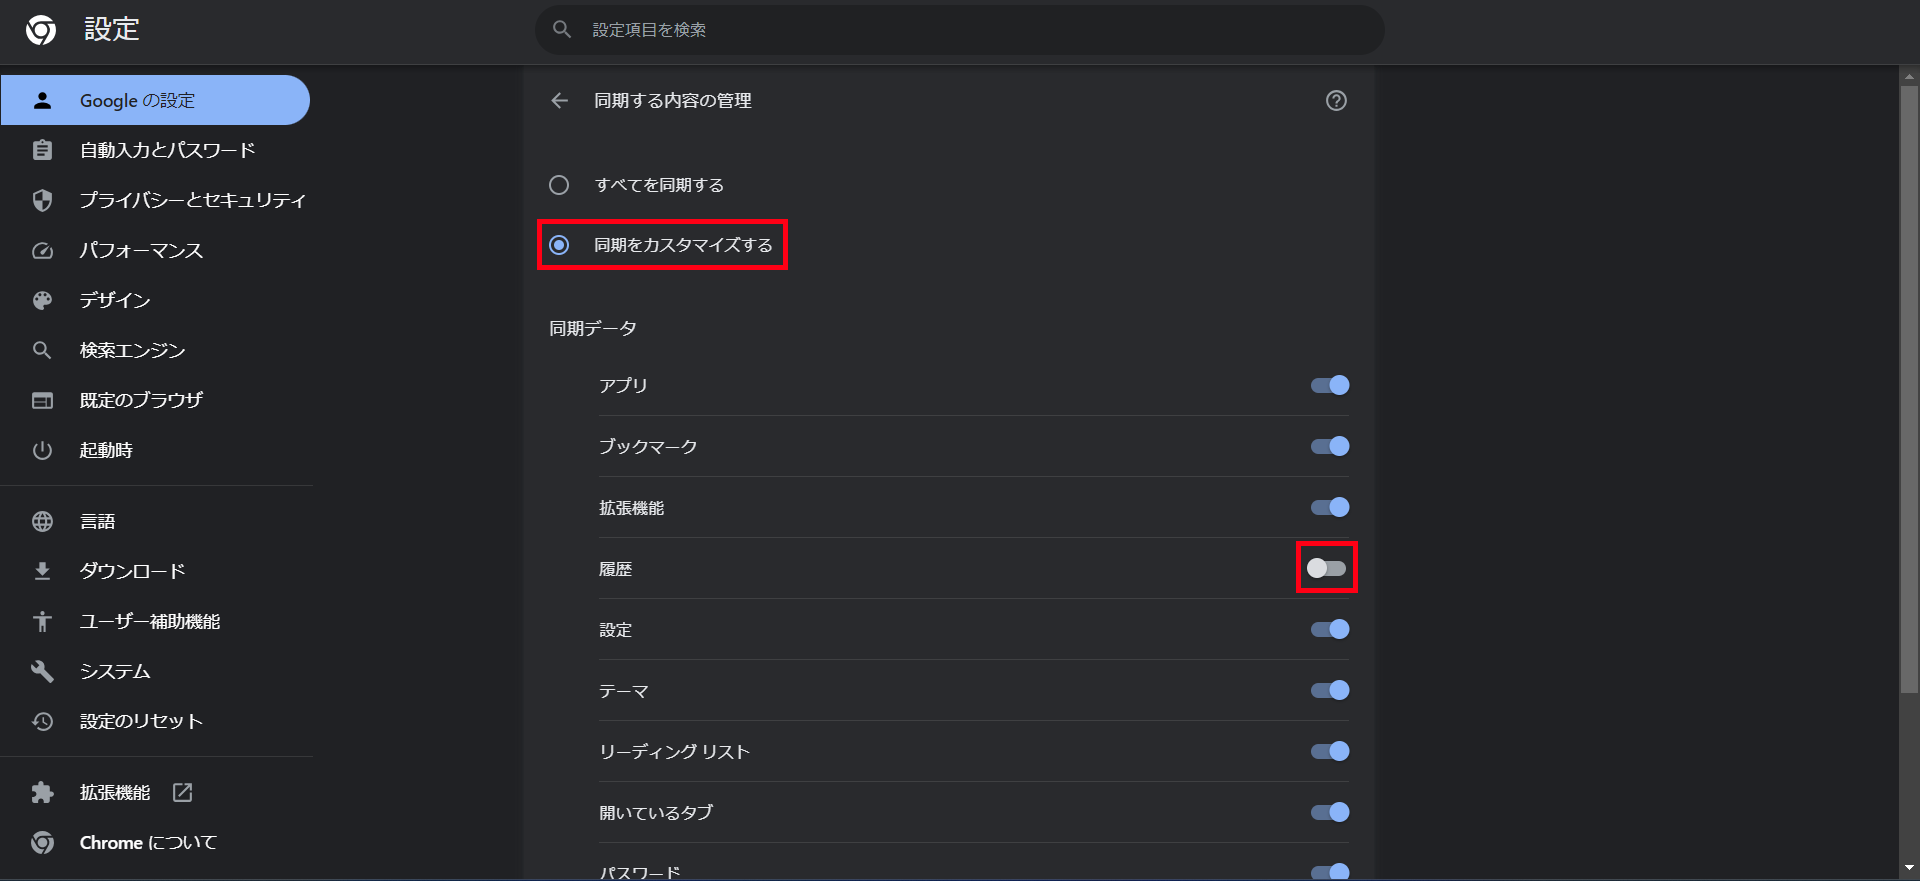 設定
設定項目を検索
Google の設定
自動入力とパスワード
プライバシーとセキュリティ
パフォーマンス
デザイン
検索エンジン
既定のブラウザ
起動時
言語
ダウンロード
ユーザー補助機能
システム
設定のリセット
拡張機能
Chrome について
同期する内容の管理
すべてを同期する
同期をカスタマイズする
同期データ
アプリ
ブックマーク
拡張機能
履歴
設定
テーマ
リーディング リスト
開いているタブ
パスワード